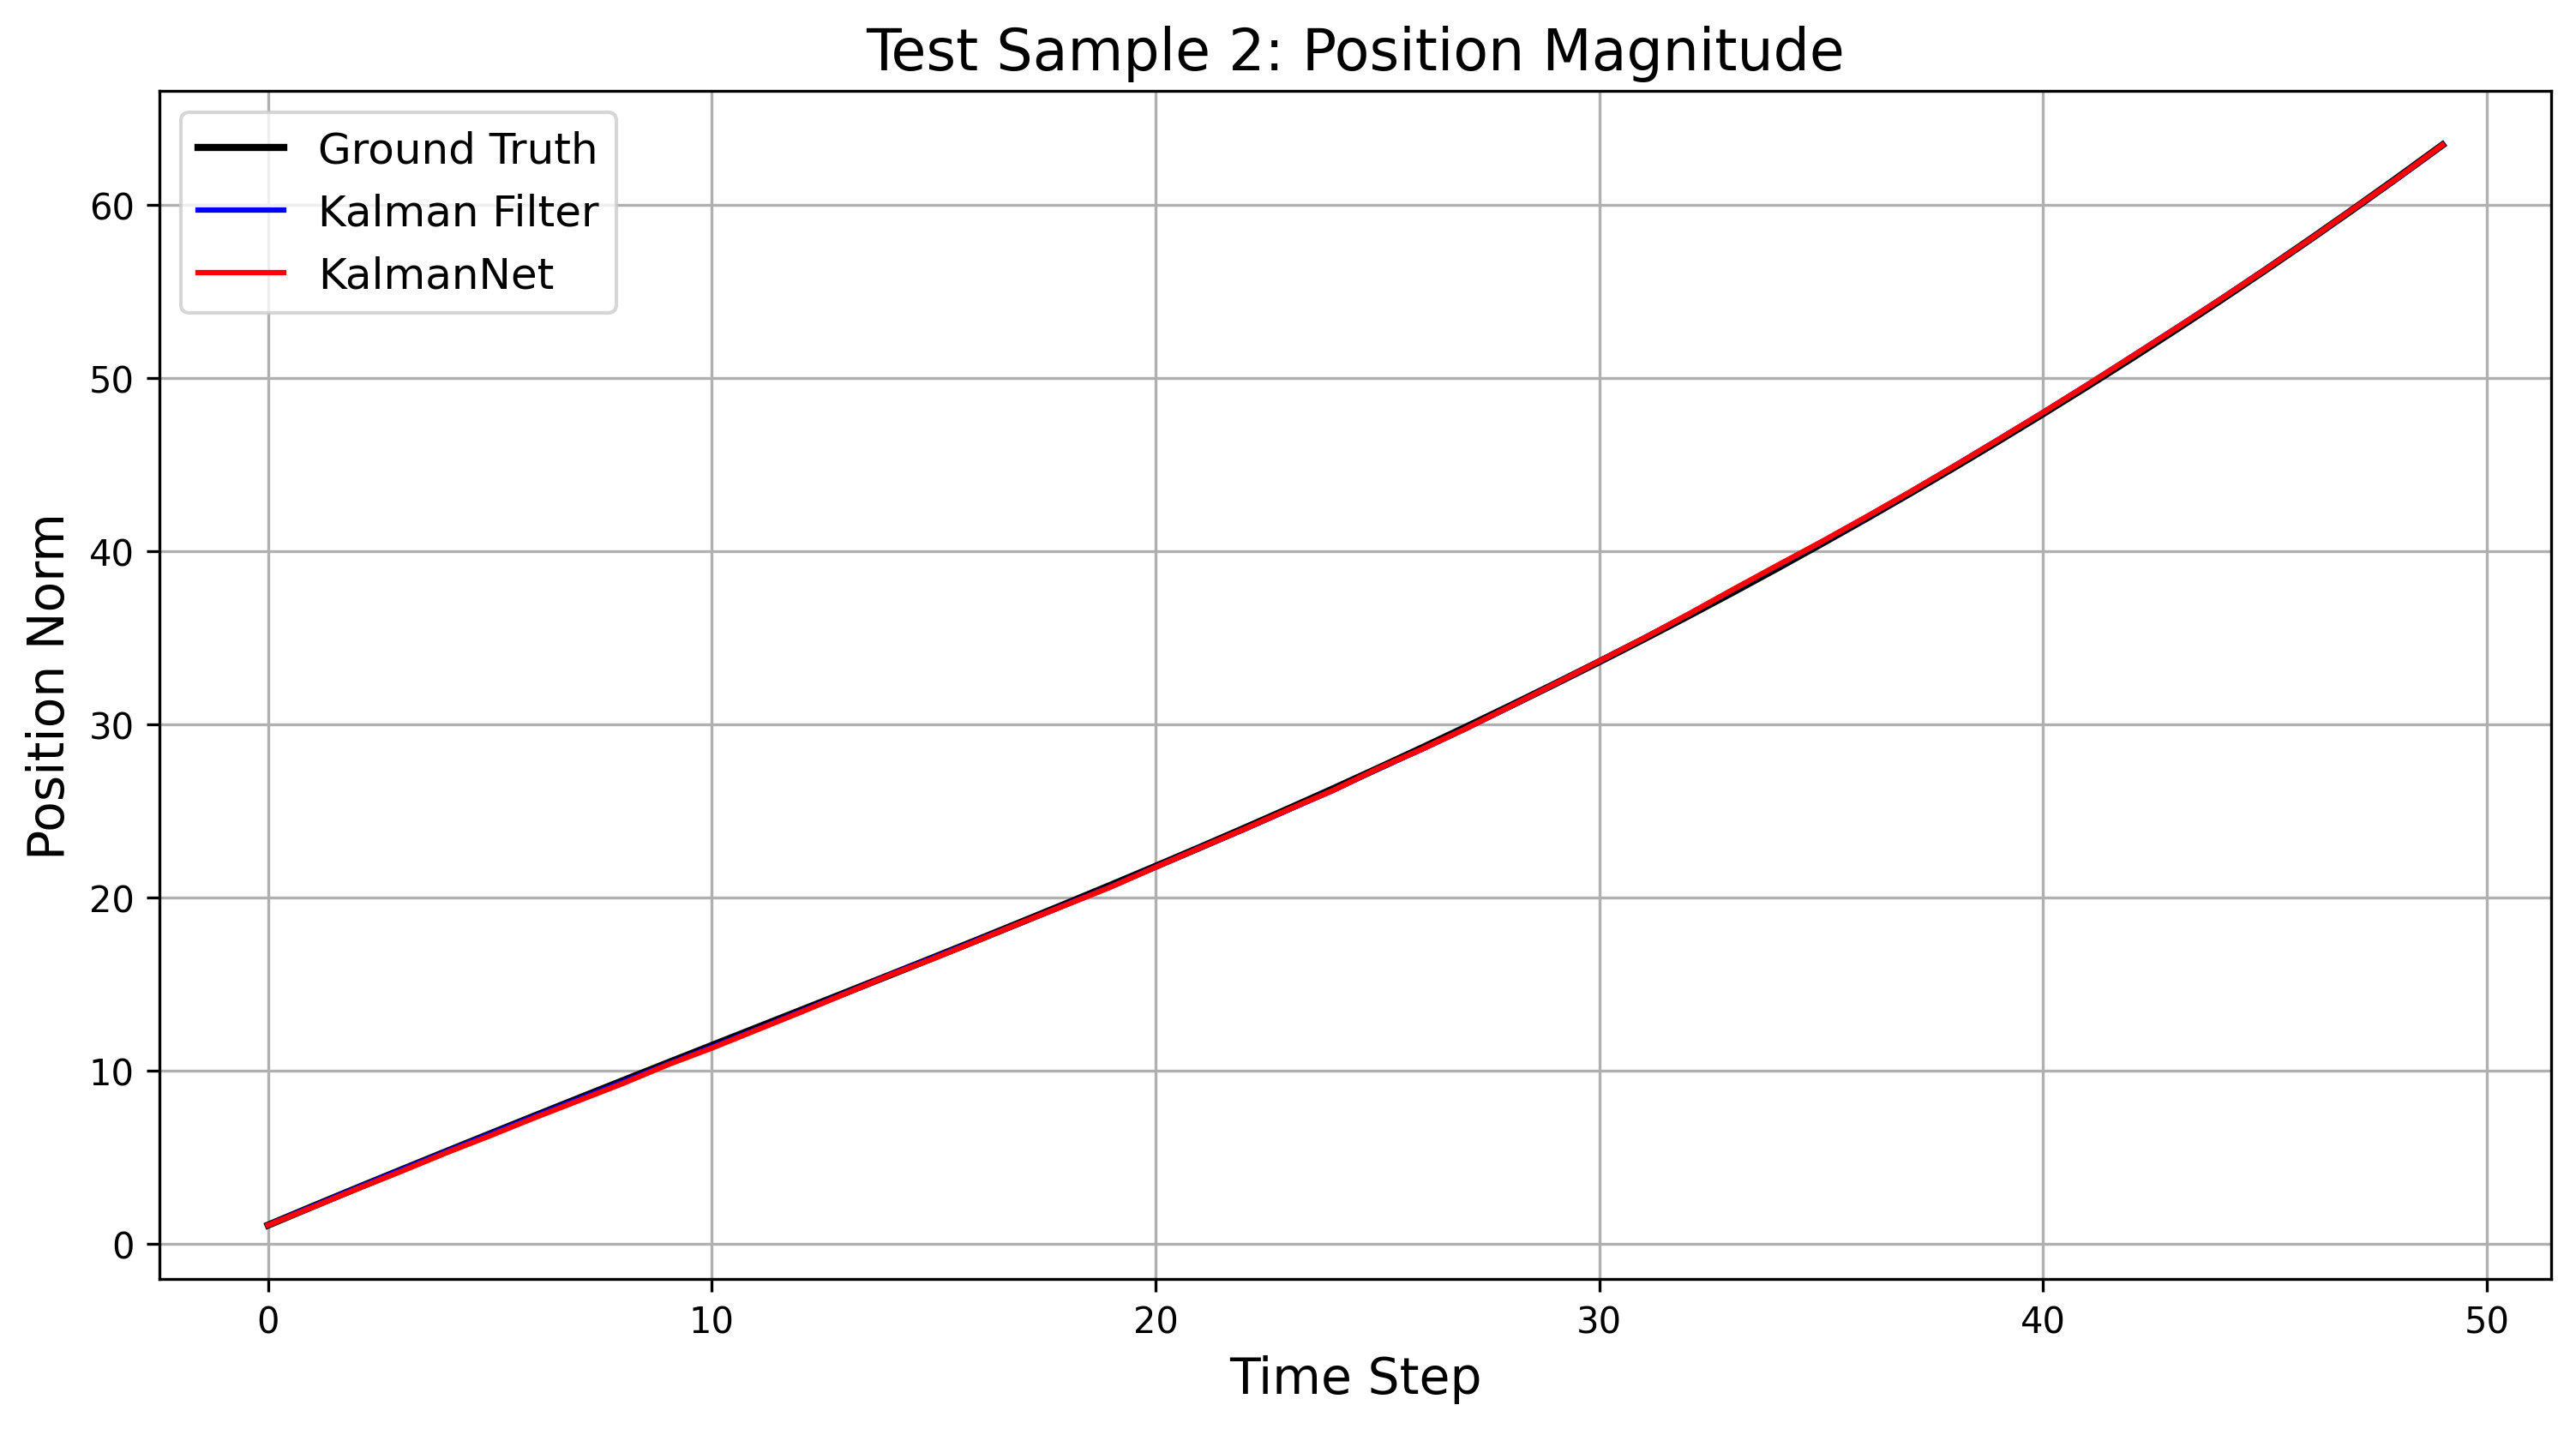 Test Sample 2: Position Magnitude
Ground Truth
Kalman Filter
KalmanNet
Position Norm
60
50
40
30
20
10
0
0 10 20 30 40 50
Time Step